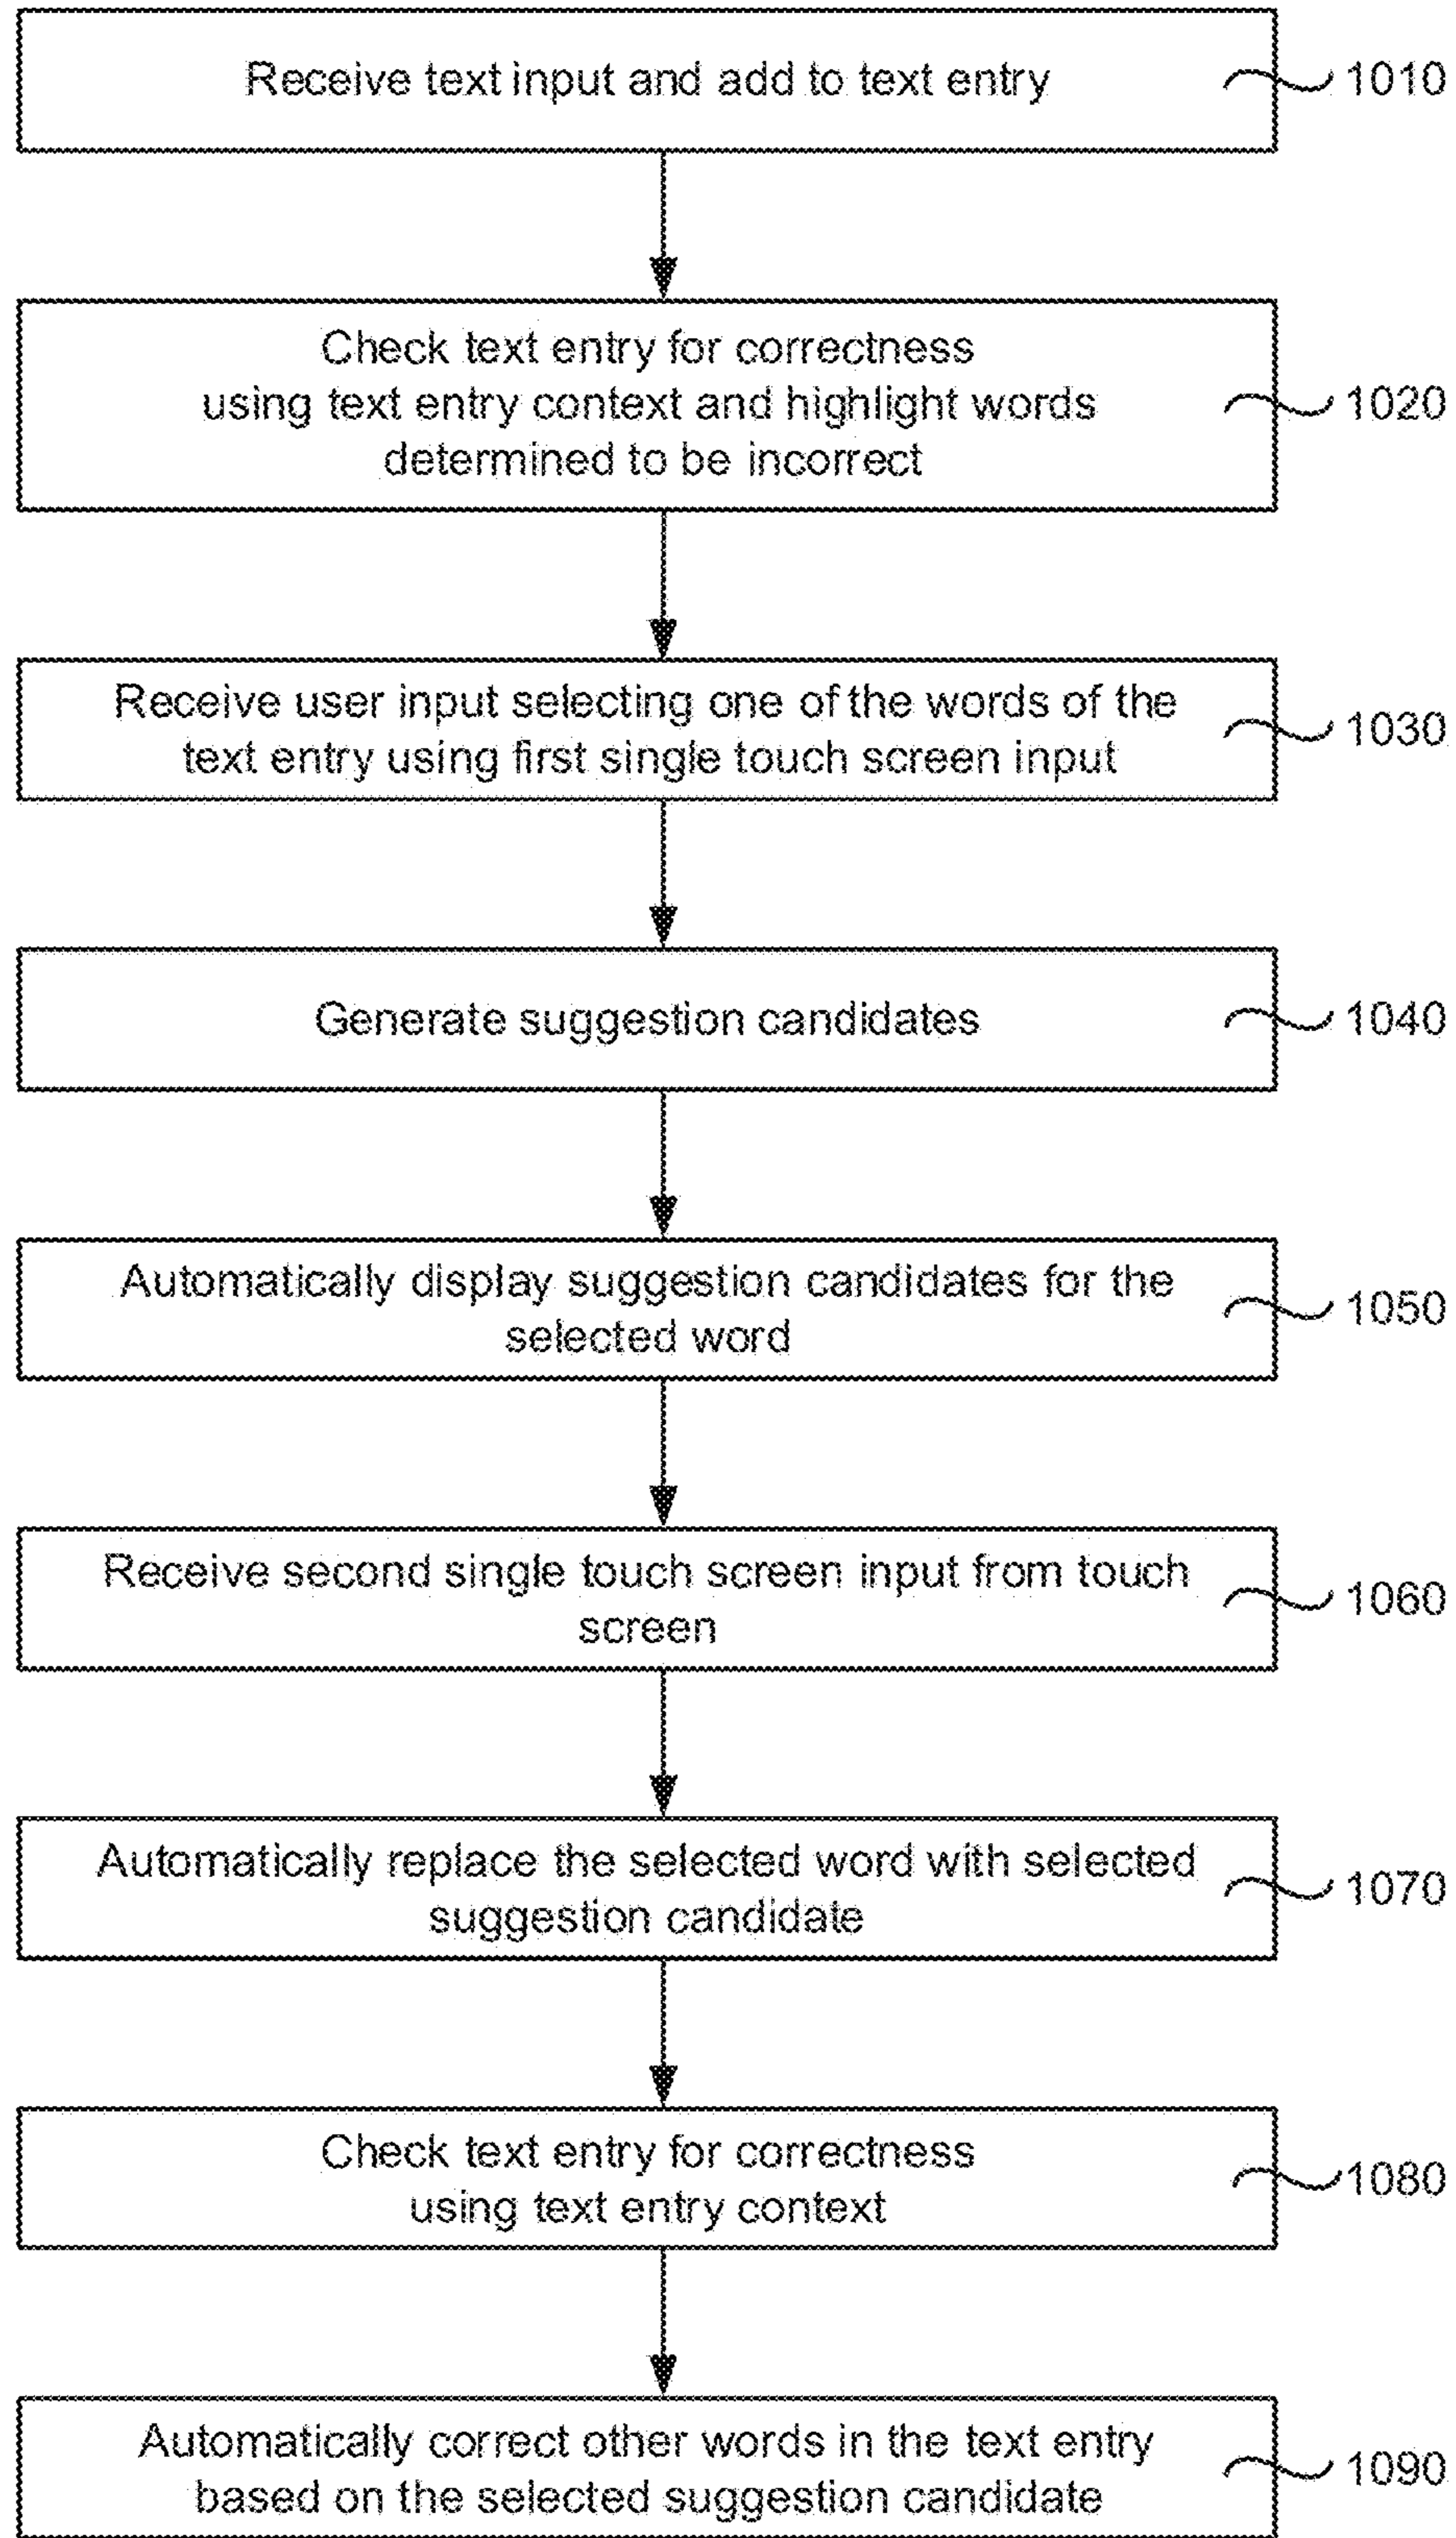 Receive text input and add to text entry
1010
Check text entry for correctness
using text entry context and highlight words
determined to be incorrect
1020
Receive user input selecting one of the words of the
text entry using first single touch screen input
1030
Generate suggestion candidates
1040
Automatically display suggestion candidates for the
selected word
1050
Receive second single touch screen input from touch
screen
1060
Automatically replace the selected word with selected
suggestion candidate
1070
Check text entry for correctness
using text entry context
1080
Automatically correct other words in the text entry
based on the selected suggestion candidate
1090